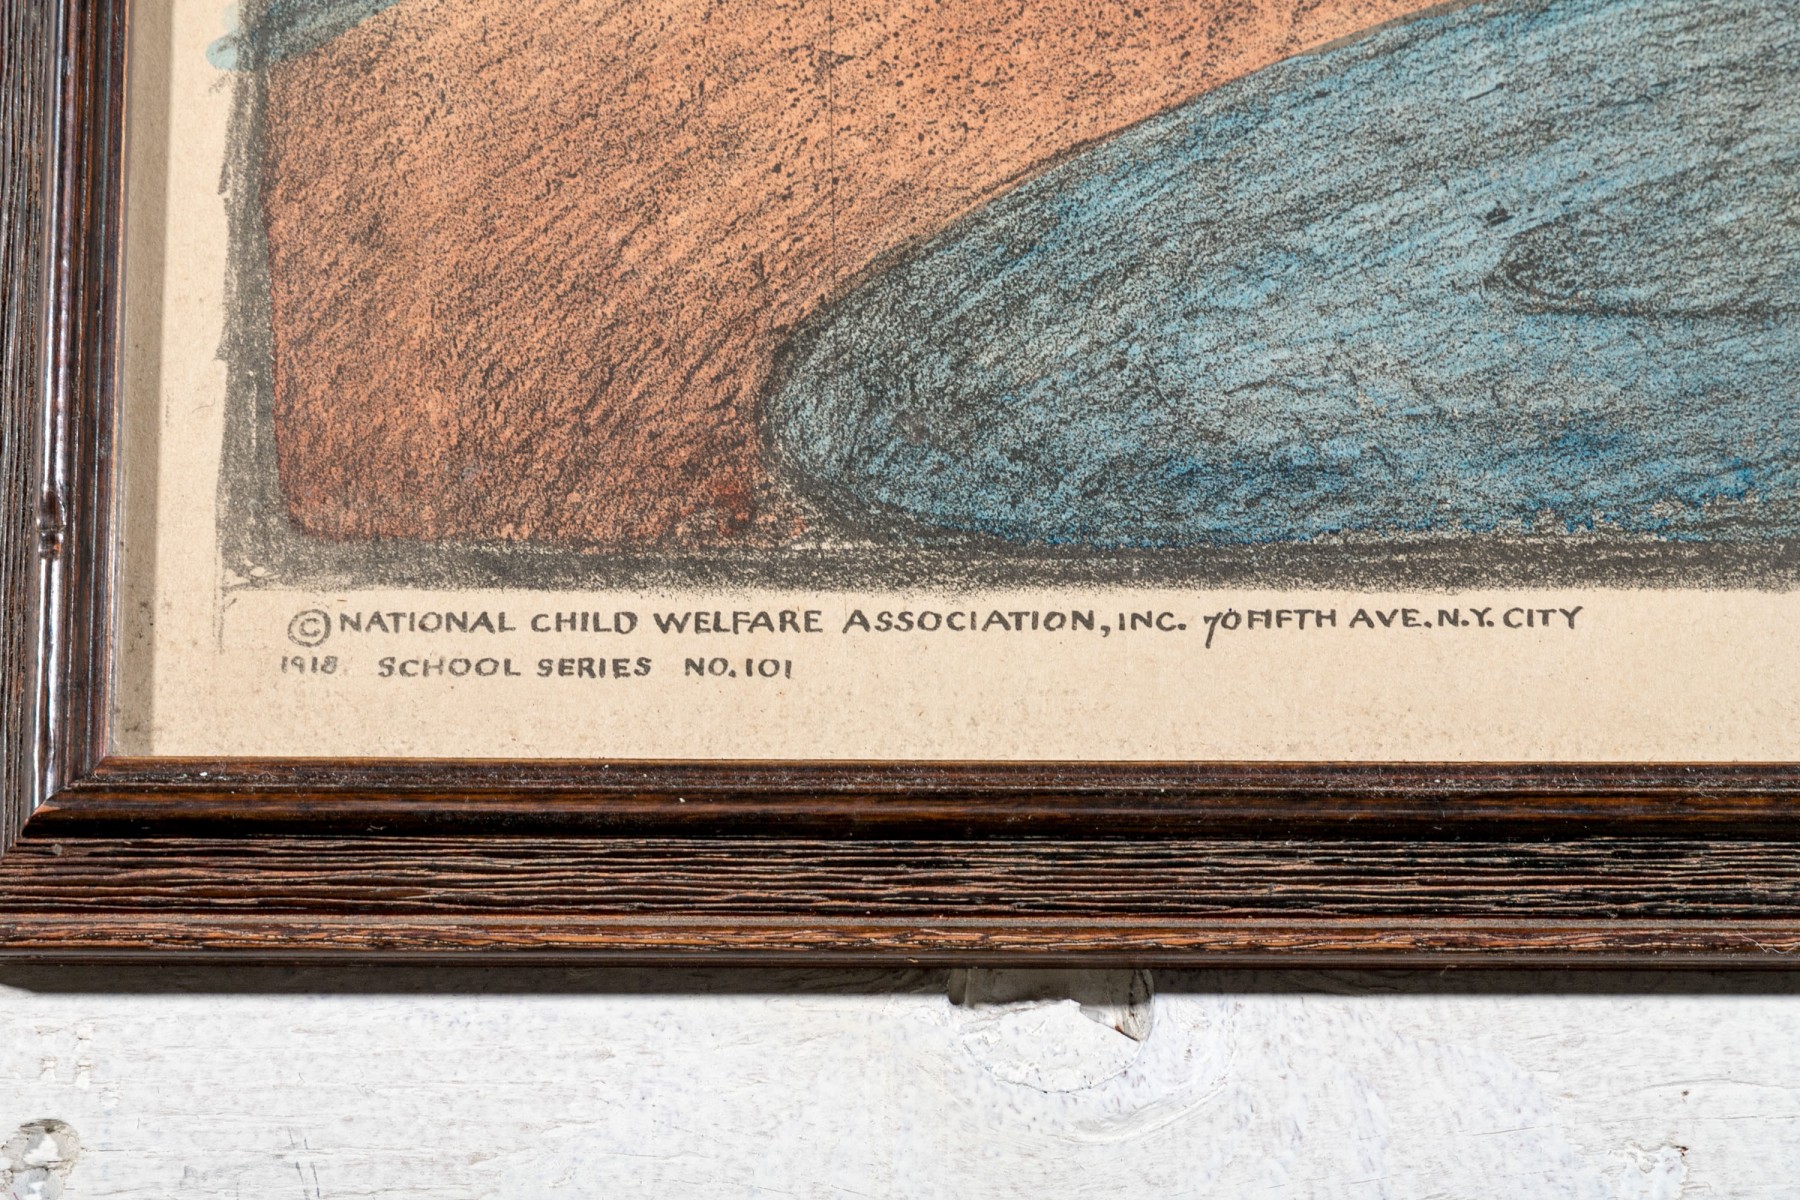 © NATIONAL CHILD WELFARE ASSOCIATION, INC. 70 FIFTH AVE. N.Y. CITY
1918. SCHOOL SERIES NO. 101